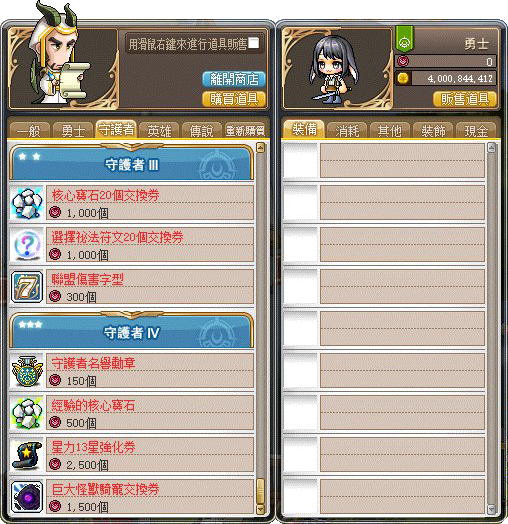 用滑鼠右鍵來進行道具販售
離開商店
購買道具
勇士
0
4,000,844,412
販售道具
一般 勇士 守護者 英雄 傳說 重新購買
裝備 消耗 其他 裝飾 現金
守護者 III
核心寶石20個交換券
1,000個
選擇祕法符文20個交換券
1,000個
聯盟傷害字型
300個
守護者 IV
守護者名譽勳章
150個
經驗的核心寶石
500個
星力13星強化券
2,500個
巨大怪獸騎寵交換券
1,500個